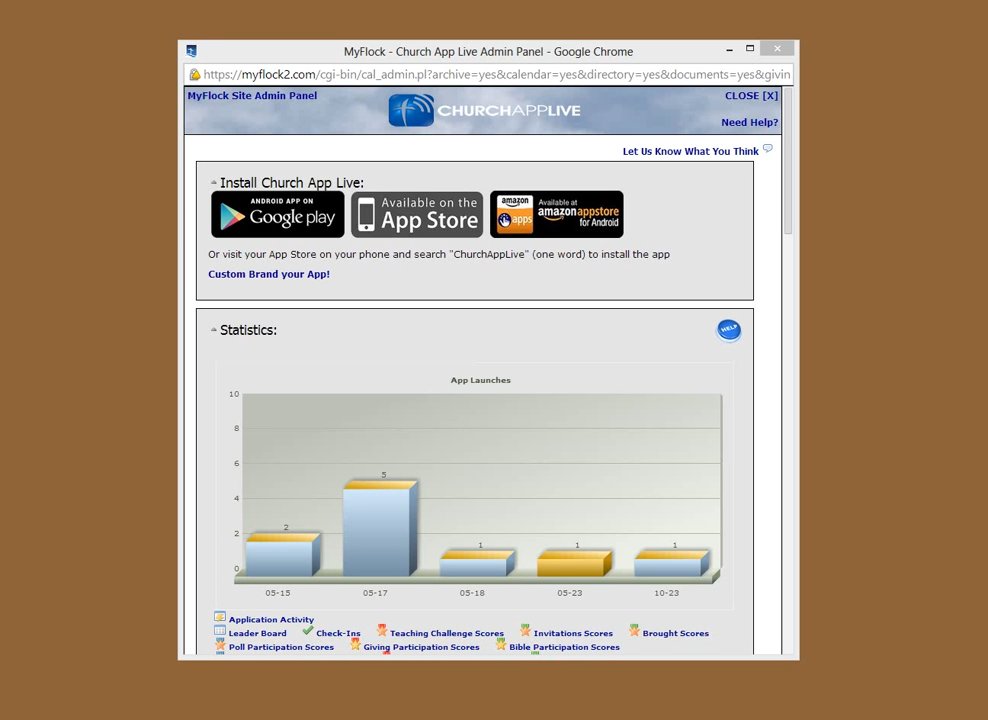 MyFlock - Church App Live Admin Panel - Google Chrome
https://myflock2.com/cgi-bin/cal_admin.pl?archive=yes&calendar=yes&directory=yes&documents=yes&givin
MyFlock Site Admin Panel
CLOSE [X]
CHURCHAPPLIVE
Need Help?
Let Us Know What You Think
Install Church App Live:
ANDROID APP ON
Google play
Available on the
App Store
amazon
apps
Available at
amazonappstore
for Android
Or visit your App Store on your phone and search "ChurchAppLive" (one word) to install the app
Custom Brand your App!
Statistics:
HELP
App Launches
10
8
6
4
2
0
2
5
1
1
1
05-15 05-17 05-18 05-23 10-23
Application Activity
Leader Board Check-Ins Teaching Challenge Scores Invitations Scores Brought Scores
Poll Participation Scores Giving Participation Scores Bible Participation Scores